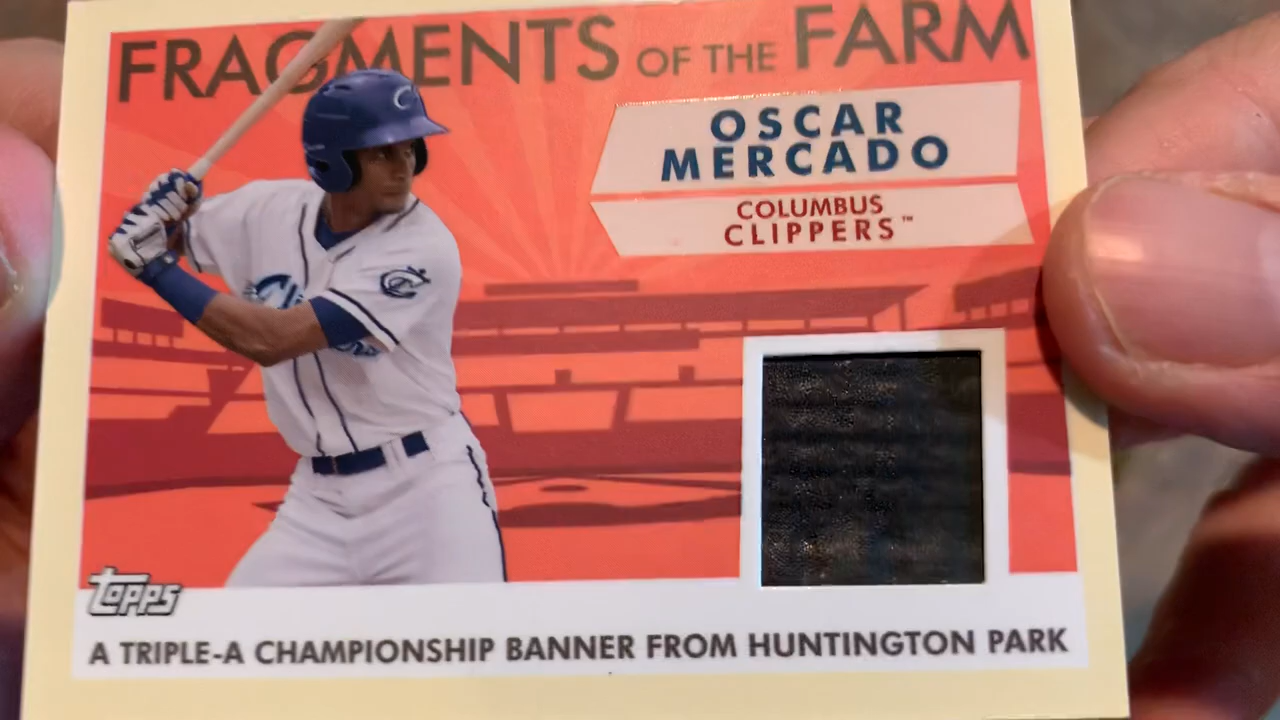 FRAGMENTS OF THE FARM
OSCAR
MERCADO
COLUMBUS
CLIPPERS™
Topps
A TRIPLE-A CHAMPIONSHIP BANNER FROM HUNTINGTON PARK